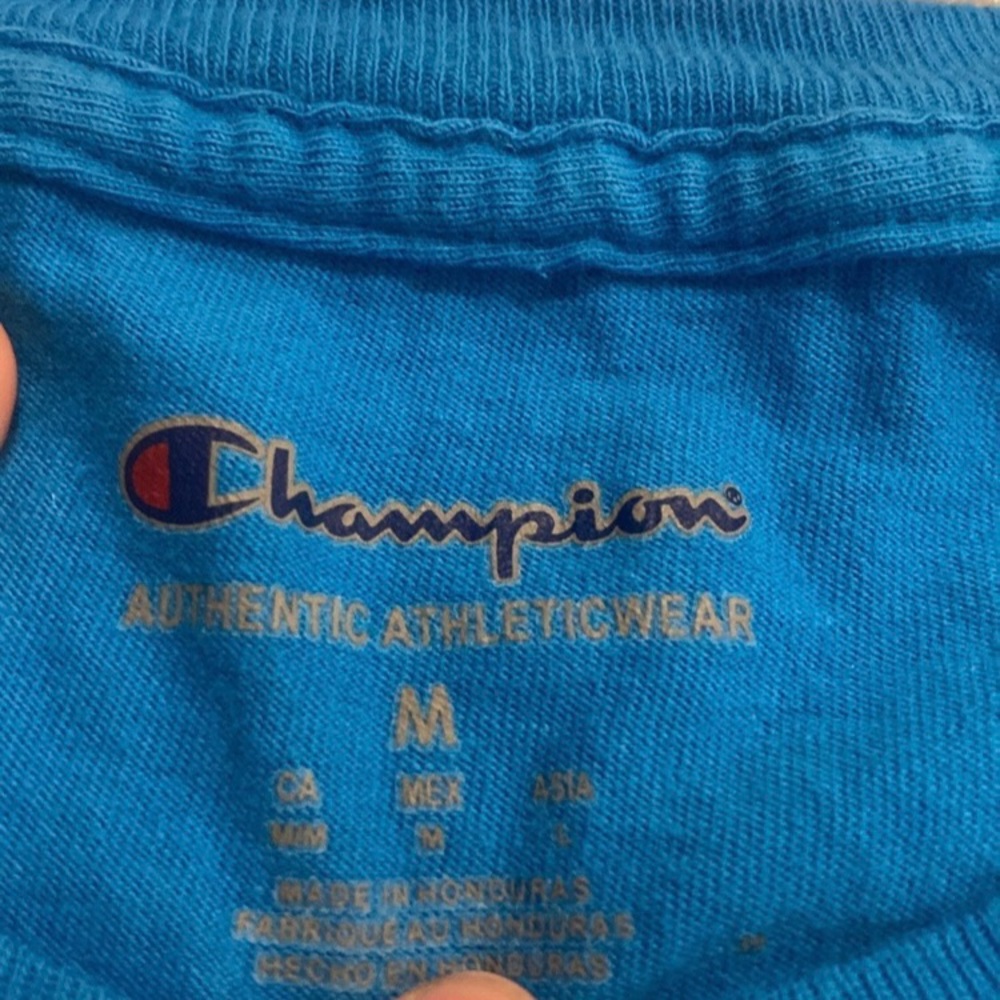 Champion®
AUTHENTIC ATHLETICWEAR
M
CA MEX ASIA
M/M M L
MADE IN HONDURAS
FABRIQUE AU HONDURAS
HECHO EN HONDURAS